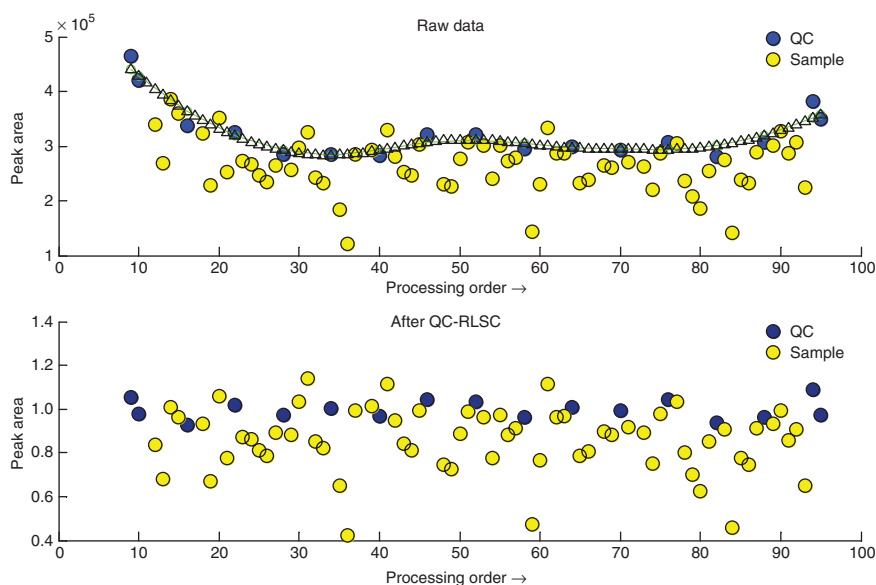 Raw data
× 10⁵
5
4
3
2
1
Peak area
QC
Sample
0 10 20 30 40 50 60 70 80 90 100
Processing order →
After QC-RLSC
1.4
1.2
1.0
0.8
0.6
0.4
Peak area
QC
Sample
0 10 20 30 40 50 60 70 80 90 100
Processing order →